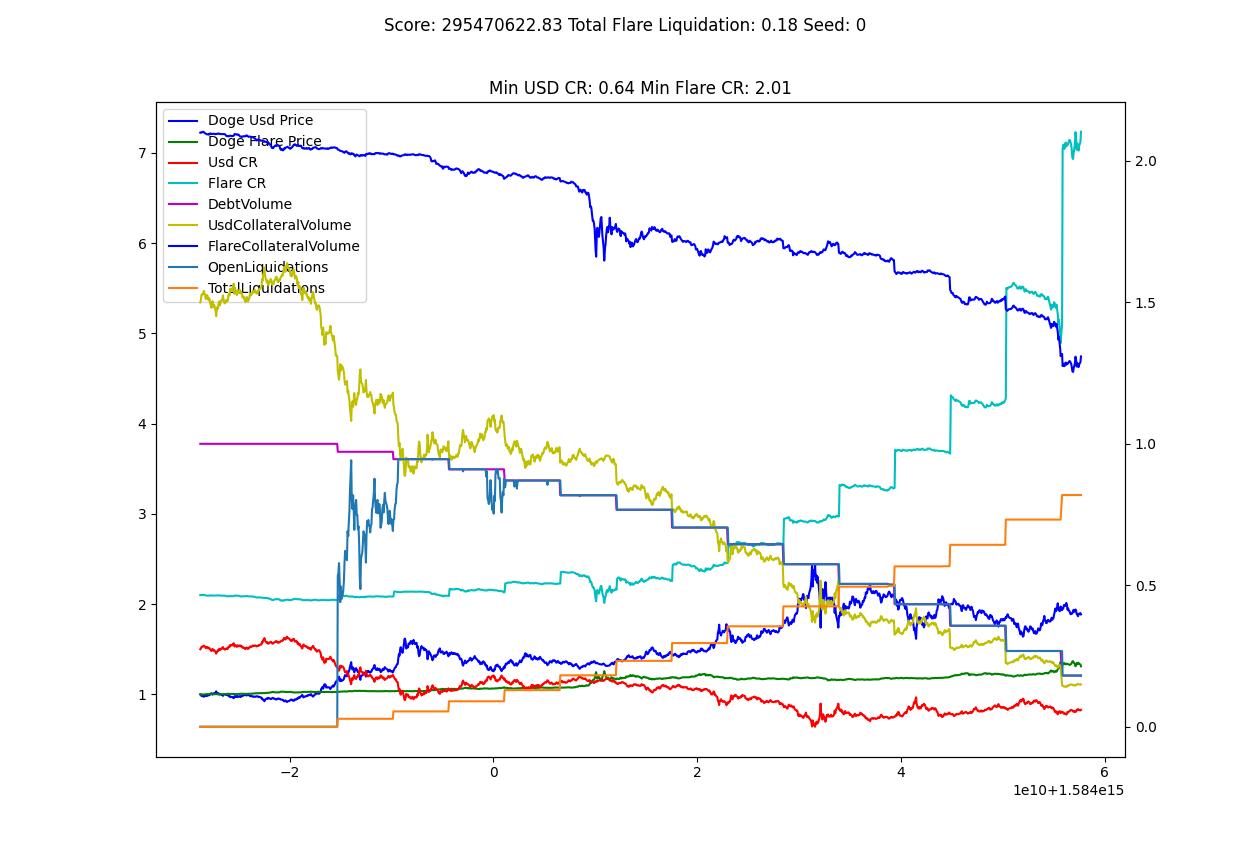 Score: 295470622.83 Total Flare Liquidation: 0.18 Seed: 0
Min USD CR: 0.64 Min Flare CR: 2.01
Doge Usd Price
Doge Flare Price
Usd CR
Flare CR
DebtVolume
UsdCollateralVolume
FlareCollateralVolume
OpenLiquidations
TotalLiquidations
7
6
5
4
3
2
1
2.0
1.5
1.0
0.5
0.0
−2
0
2
4
6
1e10+1.584e15